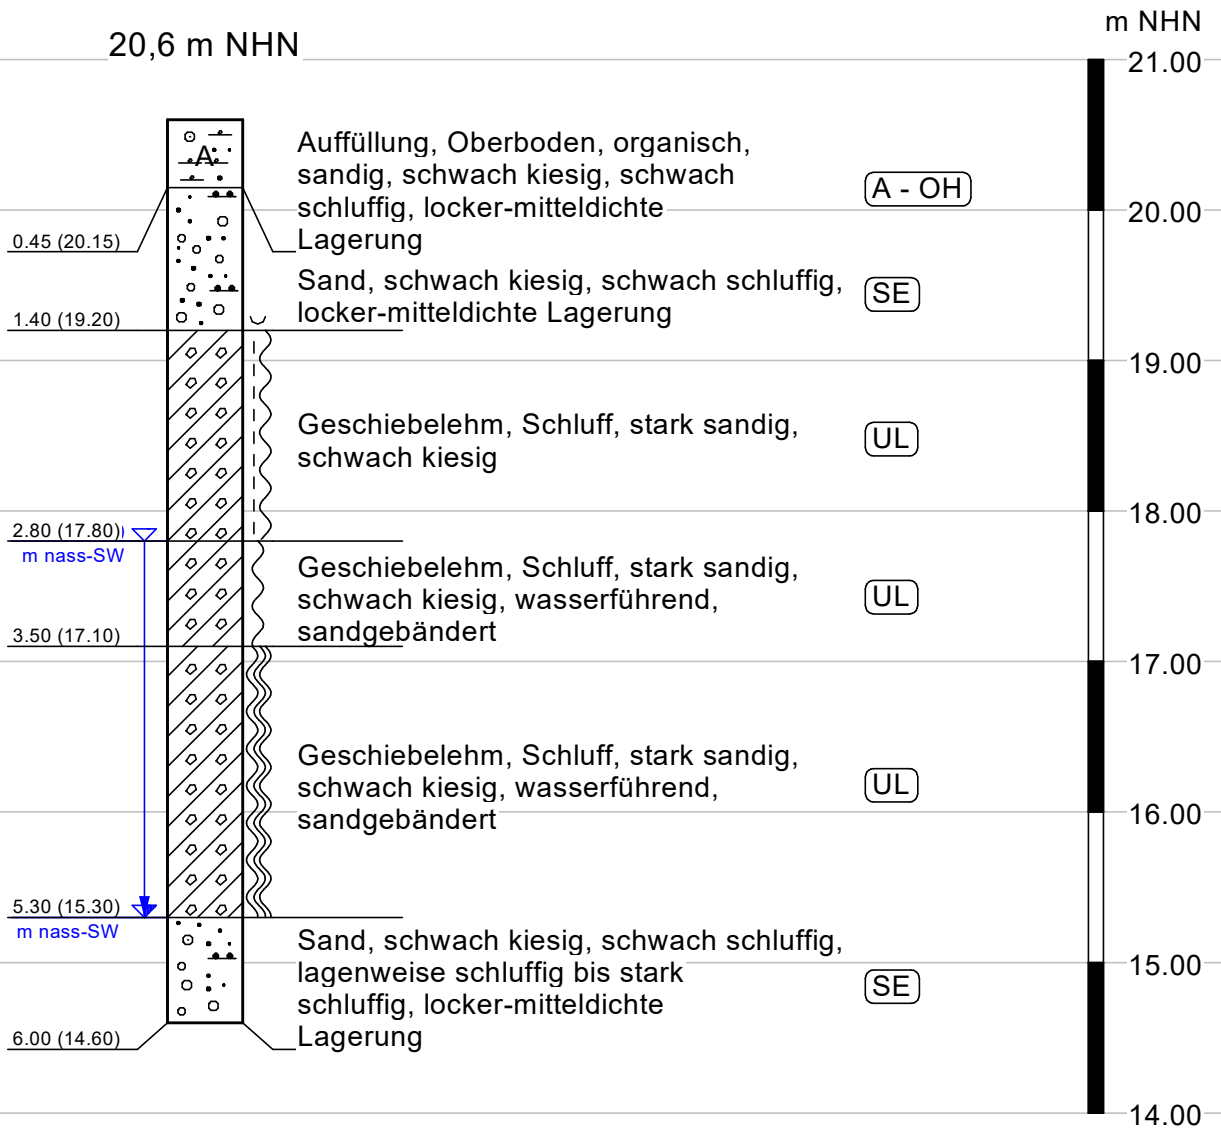 m NHN
20,6 m NHN
21.00
A
Auffüllung, Oberboden, organisch,
sandig, schwach kiesig, schwach
schluffig, locker-mitteldichte
Lagerung
A - OH
20.00
0.45 (20.15)
Sand, schwach kiesig, schwach schluffig,
locker-mitteldichte Lagerung
SE
1.40 (19.20)
19.00
Geschiebelehm, Schluff, stark sandig,
schwach kiesig
UL
18.00
2.80 (17.80)
m nass-SW
Geschiebelehm, Schluff, stark sandig,
schwach kiesig, wasserführend,
sandgebändert
UL
3.50 (17.10)
17.00
Geschiebelehm, Schluff, stark sandig,
schwach kiesig, wasserführend,
sandgebändert
UL
16.00
5.30 (15.30)
m nass-SW
Sand, schwach kiesig, schwach schluffig,
lagenweise schluffig bis stark
schluffig, locker-mitteldichte
Lagerung
SE
15.00
6.00 (14.60)
14.00